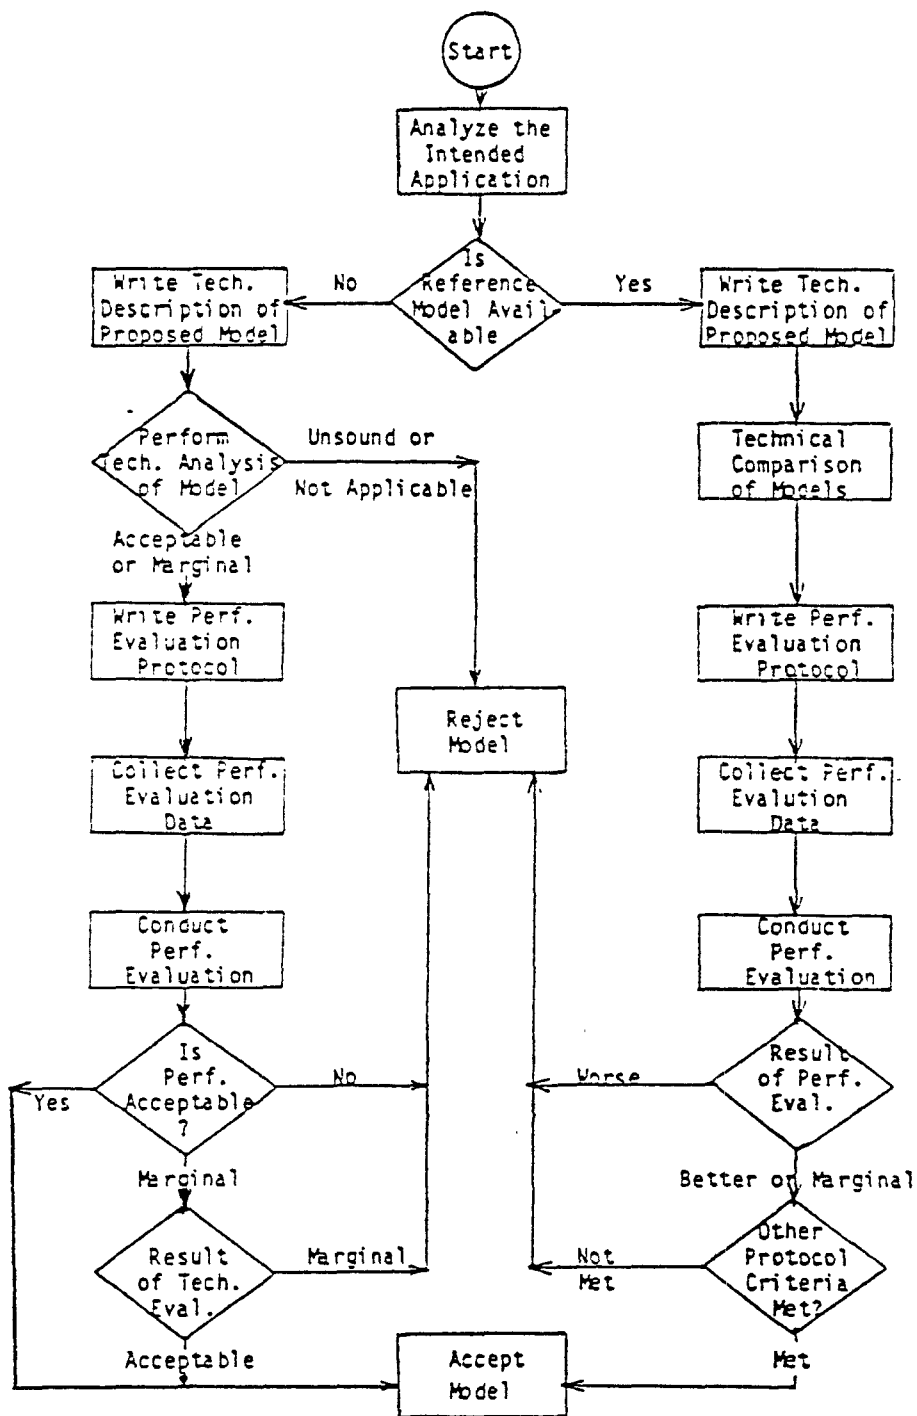 Start
Analyze the
Intended
Application
Is
Reference
Model Avail
able
No
Yes
Write Tech.
Description of
Proposed Model
Write Tech.
Description of
Proposed Model
Perform
Tech. Analysis
of Model
Unsound or
Not Applicable
Technical
Comparison
of Models
Acceptable
or Marginal
Write Perf.
Evaluation
Protocol
Write Perf.
Evaluation
Protocol
Reject
Model
Collect Perf.
Evaluation
Data
Collect Perf.
Evalution
Data
Conduct
Perf.
Evaluation
Conduct
Perf.
Evaluation
Is
Perf.
Acceptable
?
Yes
No
Worse
Result
of Perf.
Eval.
Marginal
Better or Marginal
Result
of Tech.
Eval.
Marginal
Not
Met
Other
Protocol
Criteria
Met?
Acceptable
Accept
Model
Met